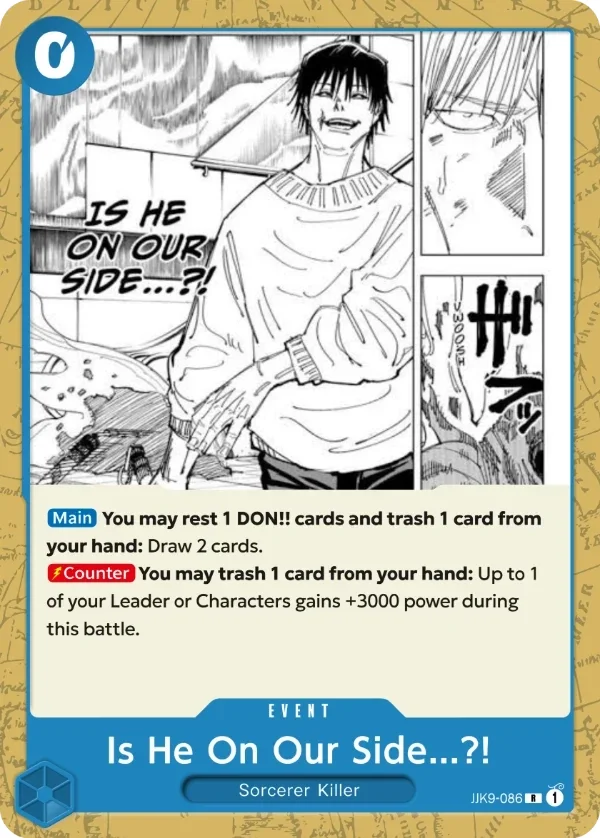 0
IS HE
ON OUR
SIDE...?!
VWOOSH
Main You may rest 1 DON!! cards and trash 1 card from
your hand: Draw 2 cards.
Counter You may trash 1 card from your hand: Up to 1
of your Leader or Characters gains +3000 power during
this battle.
EVENT
Is He On Our Side...?!
Sorcerer Killer
JJK9-086 R 1